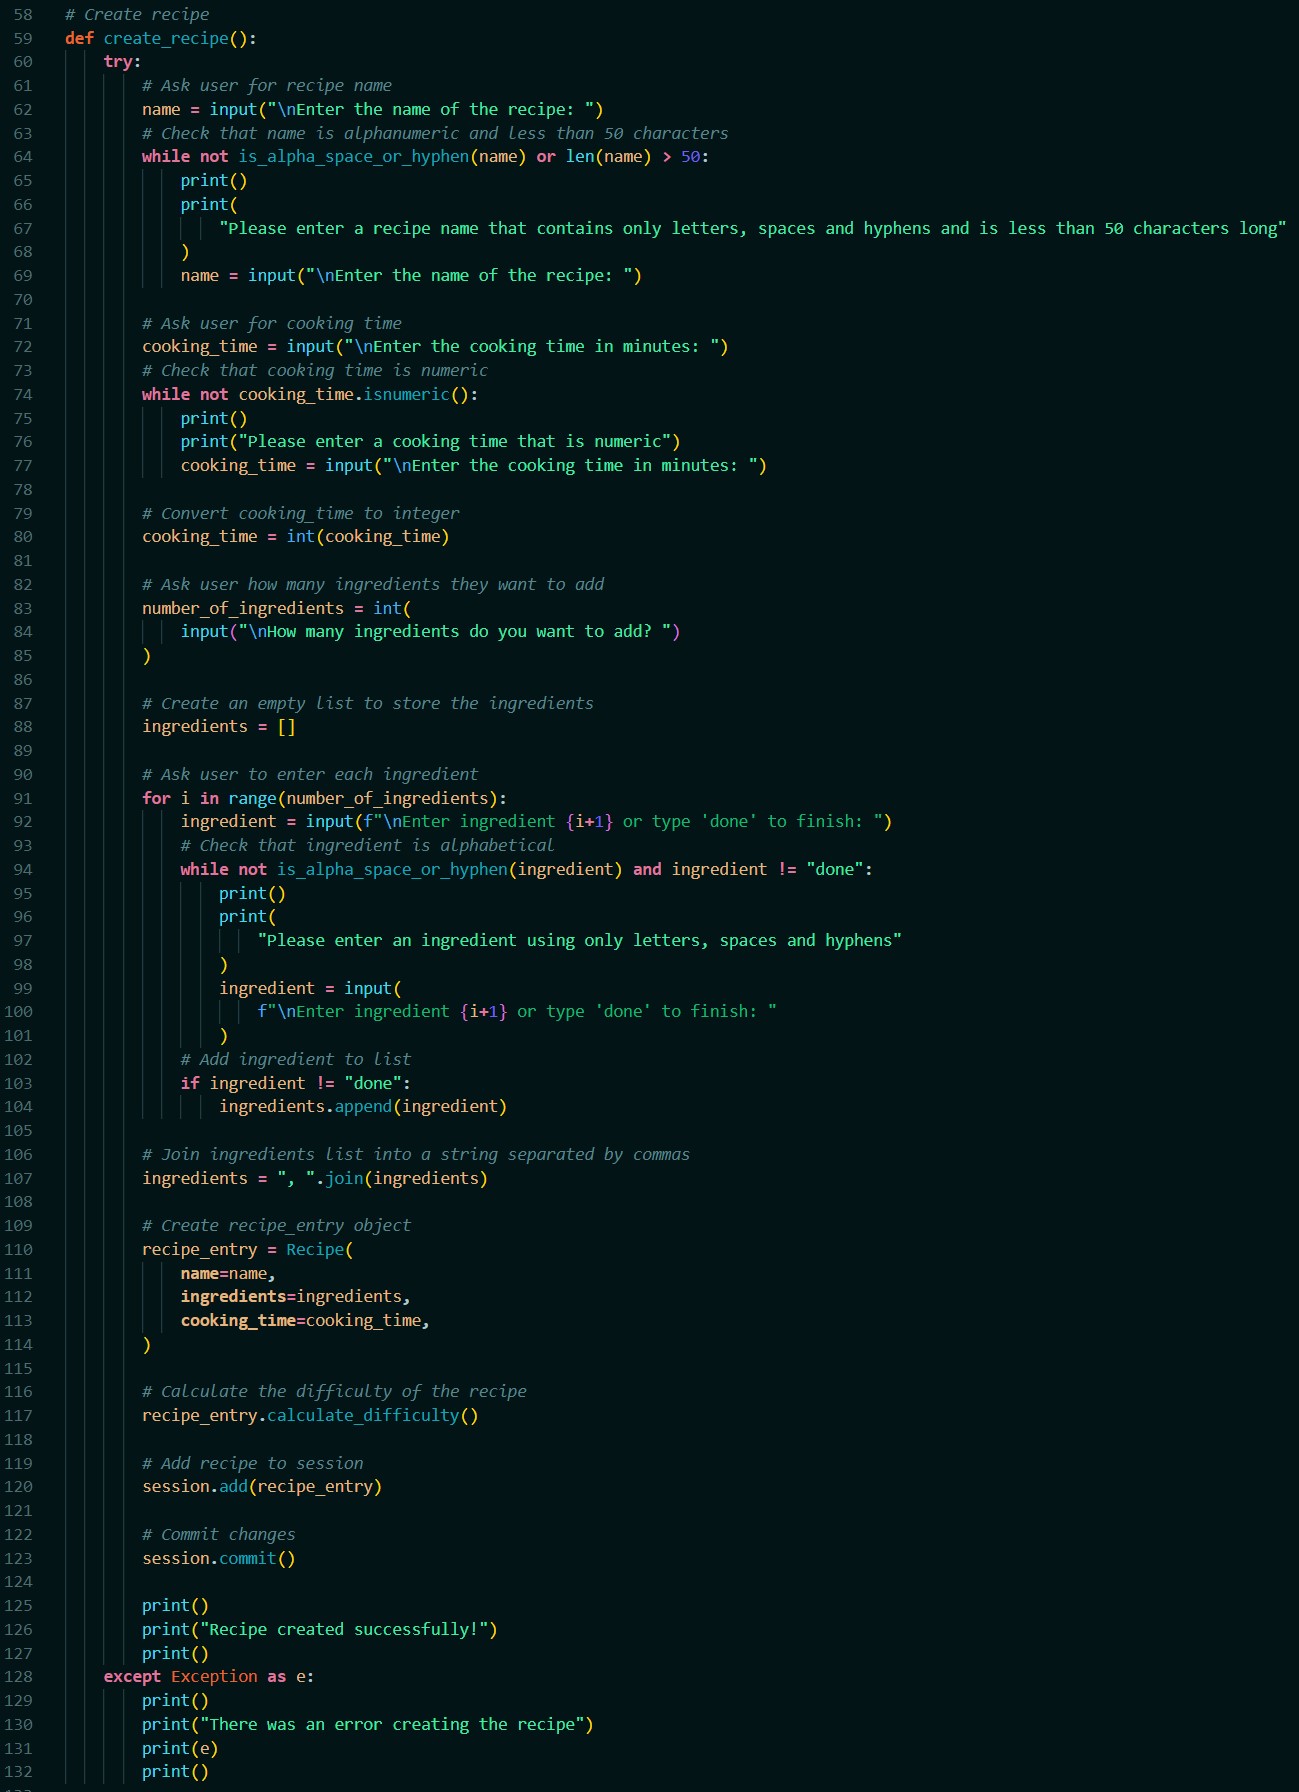 58 # Create recipe
59 def create_recipe():
60     try:
61         # Ask user for recipe name
62         name = input("\nEnter the name of the recipe: ")
63         # Check that name is alphanumeric and less than 50 characters
64         while not is_alpha_space_or_hyphen(name) or len(name) > 50:
65             print()
66             print(
67                 "Please enter a recipe name that contains only letters, spaces and hyphens and is less than 50 characters long"
68             )
69             name = input("\nEnter the name of the recipe: ")
70
71         # Ask user for cooking time
72         cooking_time = input("\nEnter the cooking time in minutes: ")
73         # Check that cooking time is numeric
74         while not cooking_time.isnumeric():
75             print()
76             print("Please enter a cooking time that is numeric")
77             cooking_time = input("\nEnter the cooking time in minutes: ")
78
79         # Convert cooking_time to integer
80         cooking_time = int(cooking_time)
81
82         # Ask user how many ingredients they want to add
83         number_of_ingredients = int(
84             input("\nHow many ingredients do you want to add? ")
85         )
86
87         # Create an empty list to store the ingredients
88         ingredients = []
89
90         # Ask user to enter each ingredient
91         for i in range(number_of_ingredients):
92             ingredient = input(f"\nEnter ingredient {i+1} or type 'done' to finish: ")
93             # Check that ingredient is alphabetical
94             while not is_alpha_space_or_hyphen(ingredient) and ingredient != "done":
95                 print()
96                 print(
97                     "Please enter an ingredient using only letters, spaces and hyphens"
98                 )
99                 ingredient = input(
100                     f"\nEnter ingredient {i+1} or type 'done' to finish: "
101                 )
102             # Add ingredient to list
103             if ingredient != "done":
104                 ingredients.append(ingredient)
105
106         # Join ingredients list into a string separated by commas
107         ingredients = ", ".join(ingredients)
108
109         # Create recipe_entry object
110         recipe_entry = Recipe(
111             name=name,
112             ingredients=ingredients,
113             cooking_time=cooking_time,
114         )
115
116         # Calculate the difficulty of the recipe
117         recipe_entry.calculate_difficulty()
118
119         # Add recipe to session
120         session.add(recipe_entry)
121
122         # Commit changes
123         session.commit()
124
125         print()
126         print("Recipe created successfully!")
127         print()
128     except Exception as e:
129         print()
130         print("There was an error creating the recipe")
131         print(e)
132         print()